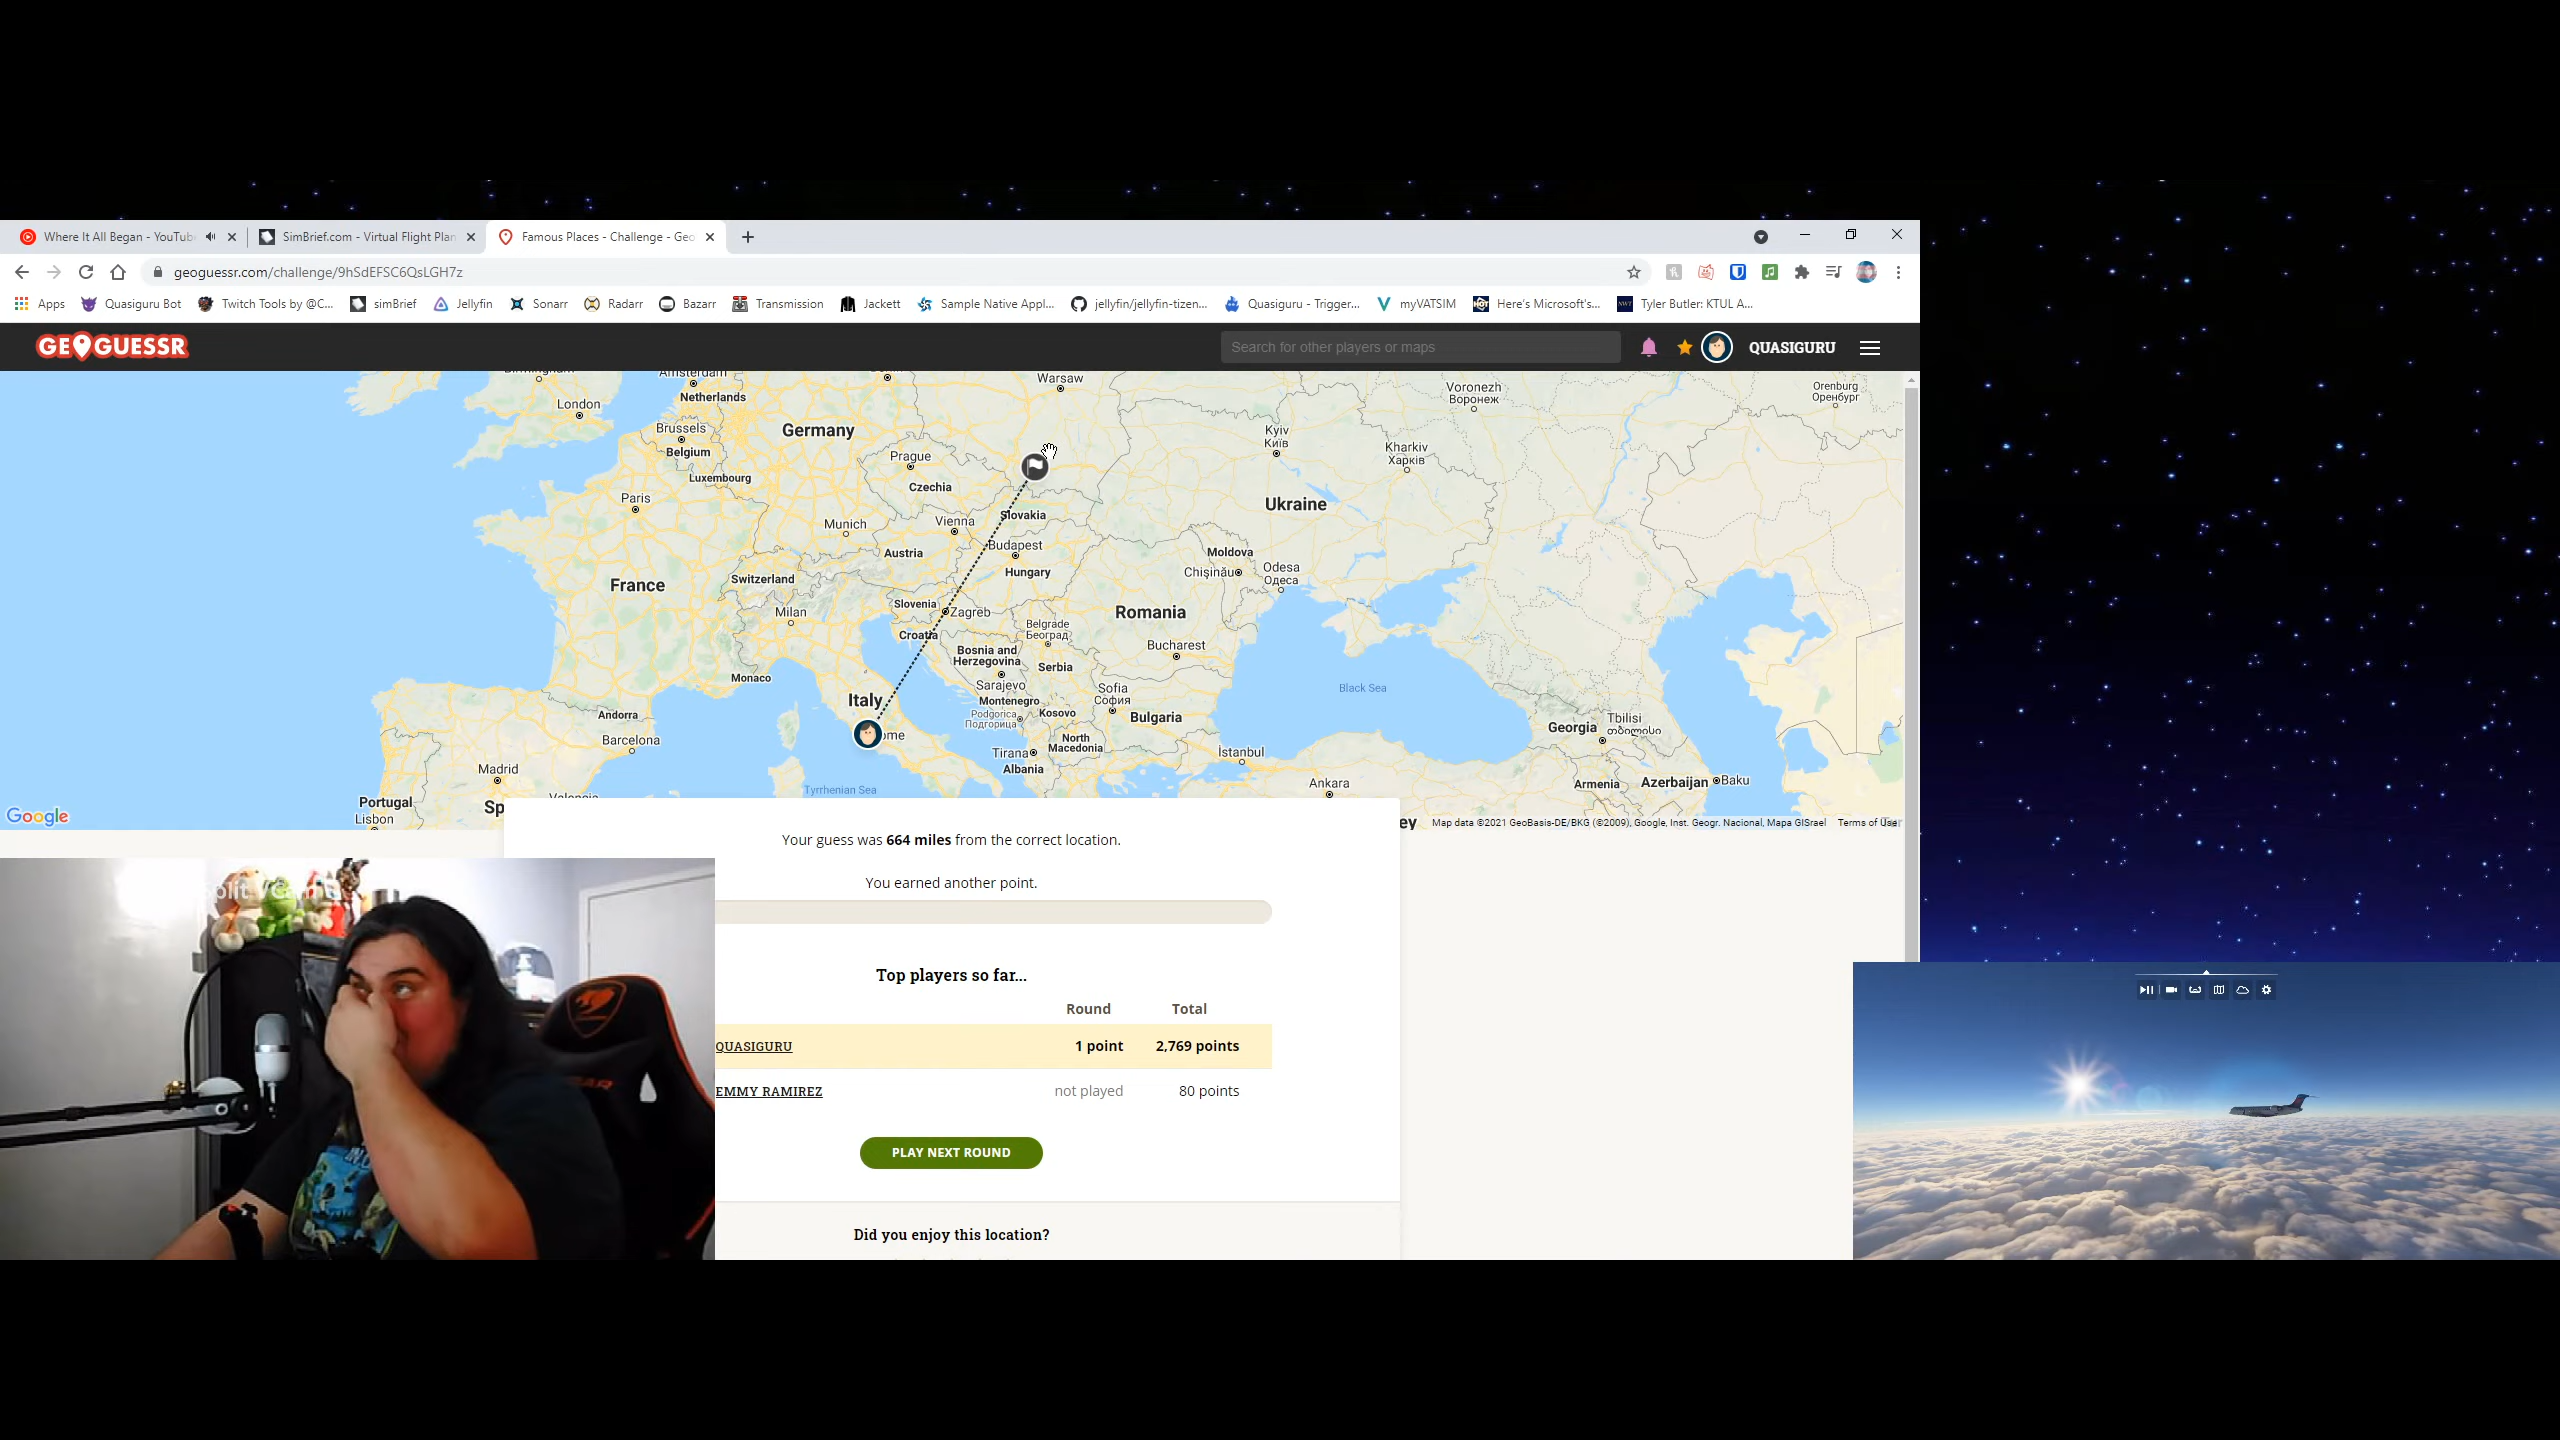 Where It All Began - YouTub
SimBrief.com - Virtual Flight Plan
Famous Places - Challenge - Geo
geoguessr.com/challenge/9hSdEFSC6QsLGH7z
Apps
Quasiguru Bot
Twitch Tools by @C...
simBrief
Jellyfin
Sonarr
Radarr
Bazarr
Transmission
Jackett
Sample Native Appl...
jellyfin/jellyfin-tizen...
Quasiguru - Trigger...
myVATSIM
Here's Microsoft's...
Tyler Butler: KTUL A...
GEOGUESSR
Search for other players or maps
QUASIGURU
Birmingham
Amsterdam
Netherlands
Warsaw
Voronezh
Воронеж
Orenburg
Оренбург
London
Brussels
Belgium
Germany
Kyiv
Київ
Kharkiv
Харків
Prague
Czechia
Luxembourg
Paris
Ukraine
Slovakia
Munich
Vienna
Austria
Budapest
Hungary
Moldova
Chișinău
Odesa
Одеса
France
Switzerland
Milan
Slovenia
Zagreb
Croatia
Romania
Belgrade
Београд
Bosnia and
Herzegovina
Serbia
Bucharest
Monaco
Sarajevo
Montenegro
Podgorica
Подгорица
Kosovo
Sofia
София
Bulgaria
Black Sea
Italy
Andorra
Barcelona
ome
North
Macedonia
Tirana
Albania
İstanbul
Georgia
Tbilisi
თბილისი
Madrid
Ankara
Armenia
Azerbaijan
Baku
Portugal
Lisbon
Sp
Valencia
Tyrrhenian Sea
Google
ey
Map data ©2021 GeoBasis-DE/BKG (©2009), Google, Inst. Geogr. Nacional, Mapa GISrael
Terms of Use
Your guess was 664 miles from the correct location.
You earned another point.
Top players so far...
Round Total
QUASIGURU 1 point 2,769 points
EMMY RAMIREZ not played 80 points
PLAY NEXT ROUND
Did you enjoy this location?